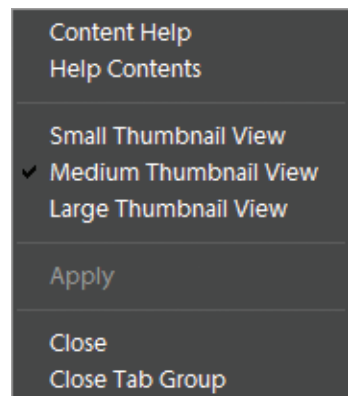 Content Help
Help Contents
Small Thumbnail View
Medium Thumbnail View
Large Thumbnail View
Apply
Close
Close Tab Group